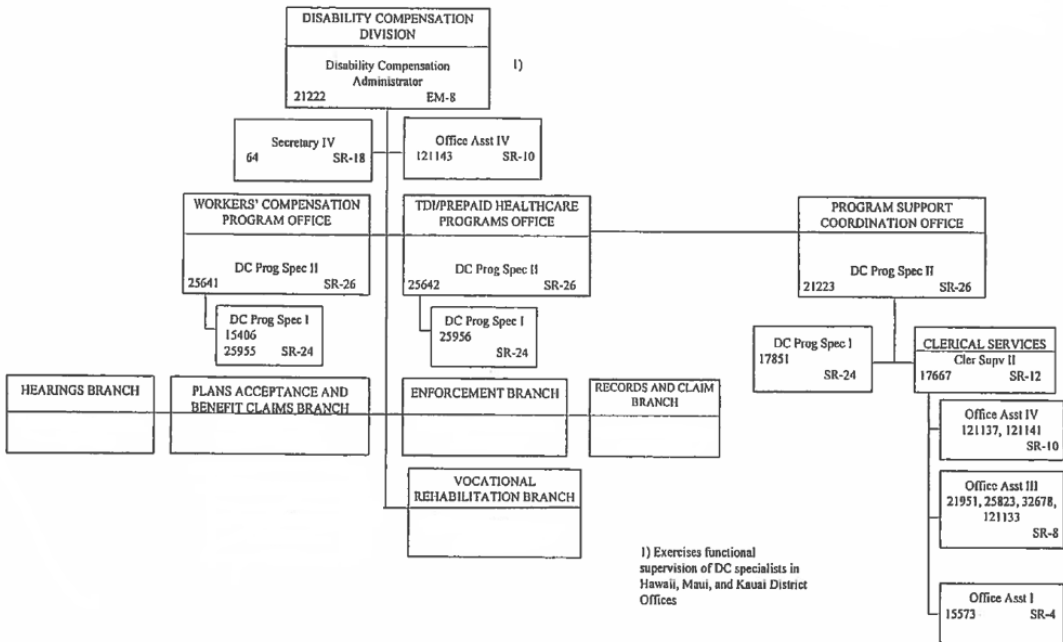 DISABILITY COMPENSATION
DIVISION
Disability Compensation
Administrator
21222 EM-8
1)
Secretary IV
64 SR-18
Office Asst IV
121143 SR-10
WORKERS' COMPENSATION
PROGRAM OFFICE
DC Prog Spec II
25641 SR-26
TDI/PREPAID HEALTHCARE
PROGRAMS OFFICE
DC Prog Spec II
25642 SR-26
PROGRAM SUPPORT
COORDINATION OFFICE
DC Prog Spec II
21223 SR-26
DC Prog Spec I
15406
25955 SR-24
DC Prog Spec I
25956
SR-24
DC Prog Spec I
17851
SR-24
CLERICAL SERVICES
Cler Supv II
17667 SR-12
HEARINGS BRANCH
PLANS ACCEPTANCE AND
BENEFIT CLAIMS BRANCH
ENFORCEMENT BRANCH
RECORDS AND CLAIM
BRANCH
Office Asst IV
121137, 121141
SR-10
VOCATIONAL
REHABILITATION BRANCH
Office Asst III
21951, 25823, 32678,
121133
SR-8
1) Exercises functional
supervision of DC specialists in
Hawaii, Maui, and Kauai District
Offices
Office Asst I
15573 SR-4